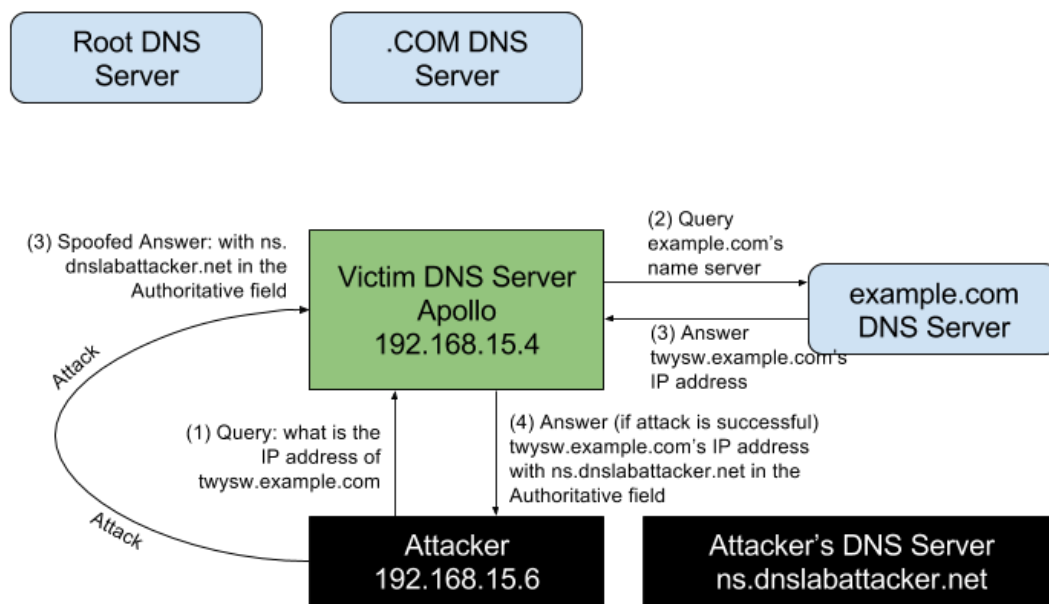 Root DNS
Server
.COM DNS
Server
(3) Spoofed Answer: with ns.
dnslabattacker.net in the
Authoritative field
Victim DNS Server
Apollo
192.168.15.4
(2) Query
example.com's
name server
example.com
DNS Server
(3) Answer
twysw.example.com's
IP address
Attack
Attack
(1) Query: what is the
IP address of
twysw.example.com
(4) Answer (if attack is successful)
twysw.example.com's IP address
with ns.dnslabattacker.net in the
Authoritative field
Attacker
192.168.15.6
Attacker's DNS Server
ns.dnslabattacker.net